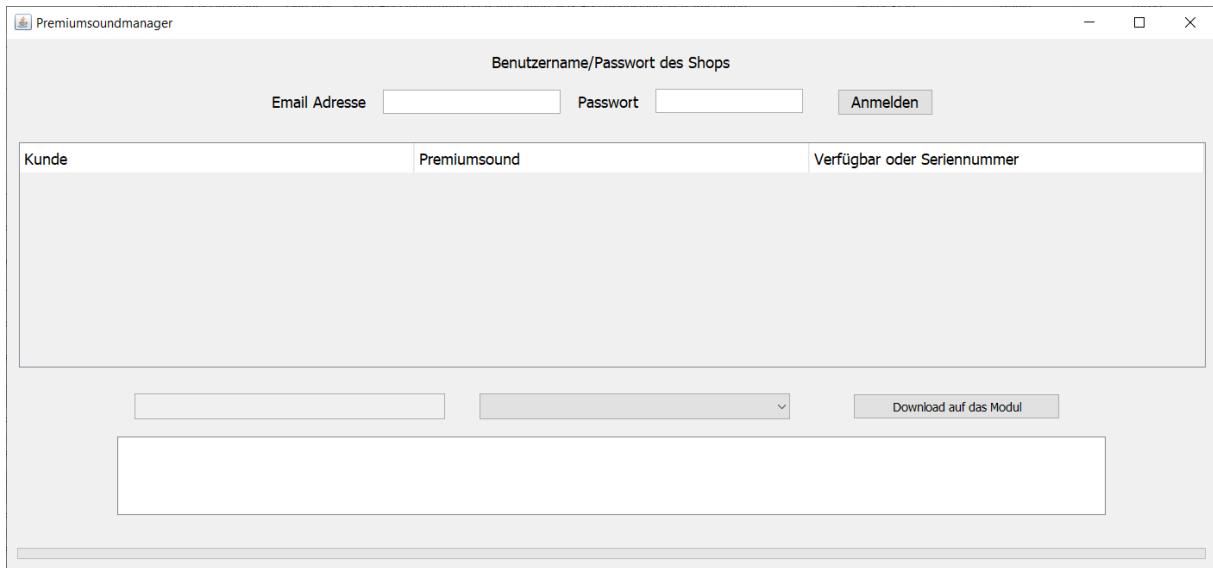 Premiumsoundmanager
Benutzername/Passwort des Shops
Email Adresse Passwort Anmelden
Kunde Premiumsound Verfügbar oder Seriennummer
Download auf das Modul